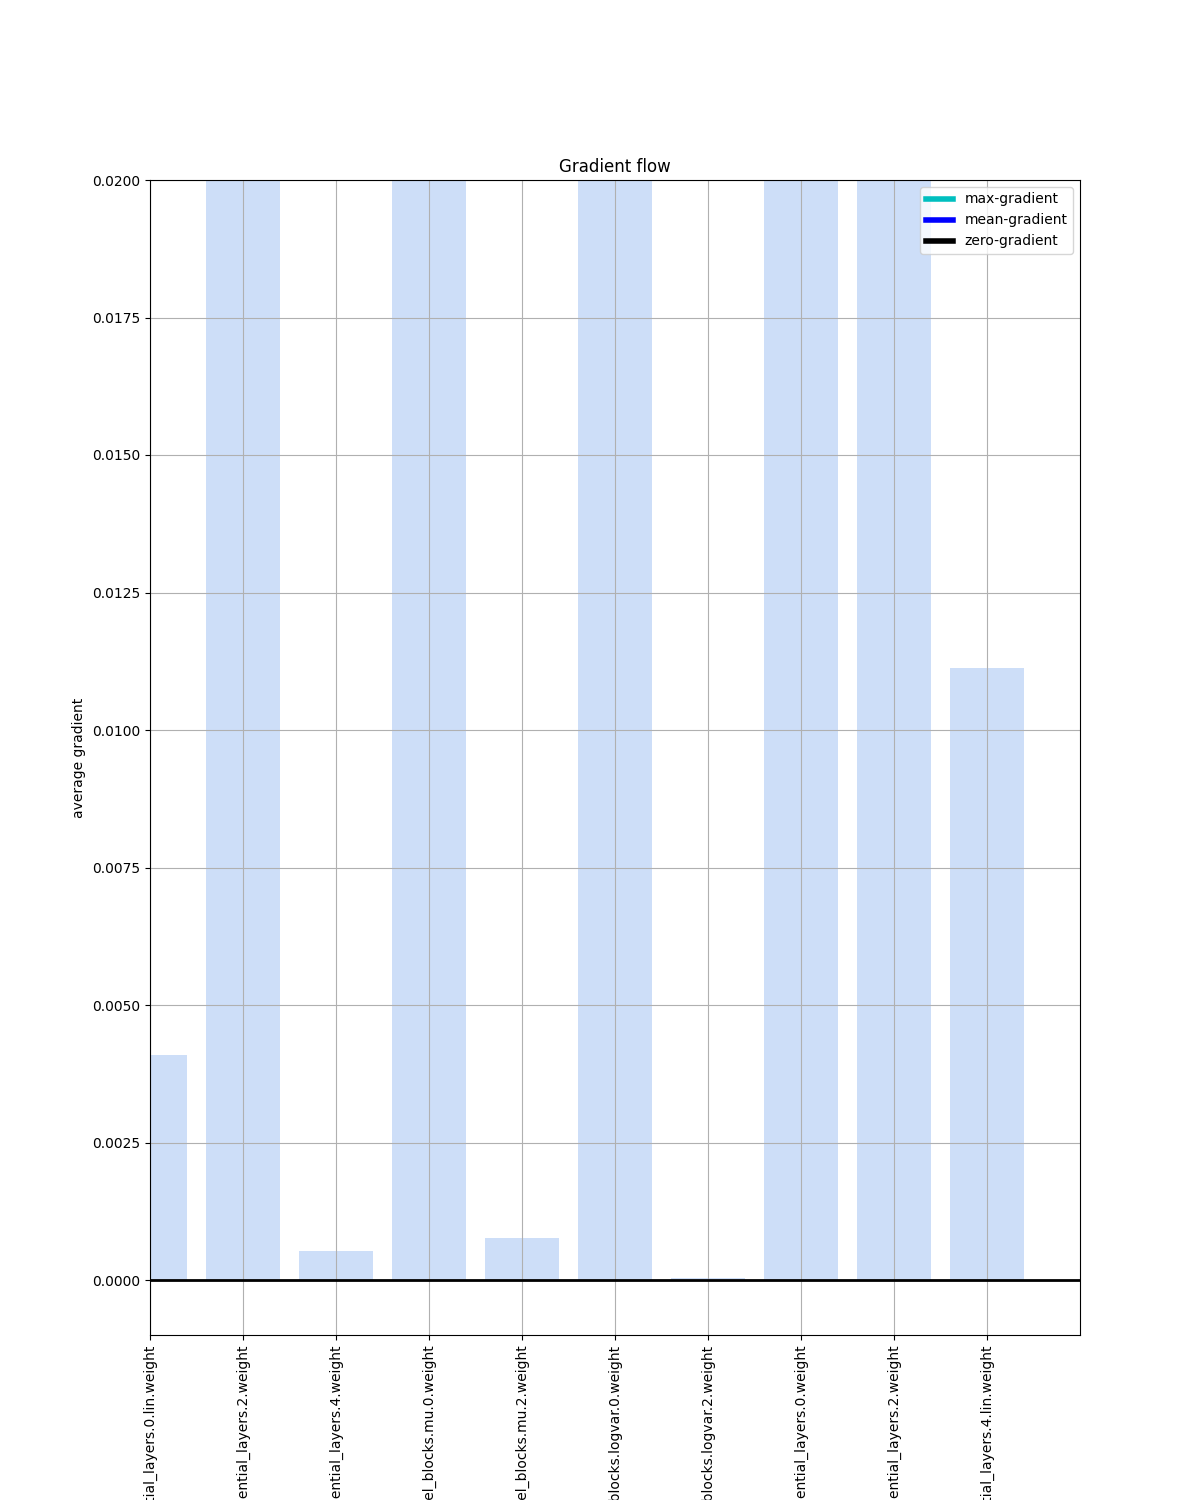 Gradient flow
max-gradient
mean-gradient
zero-gradient
0.0200
0.0175
0.0150
0.0125
0.0100
0.0075
0.0050
0.0025
0.0000
average gradient
tial_layers.0.lin.weight
ential_layers.2.weight
ential_layers.4.weight
el_blocks.mu.0.weight
el_blocks.mu.2.weight
blocks.logvar.0.weight
blocks.logvar.2.weight
ential_layers.0.weight
ential_layers.2.weight
tial_layers.4.lin.weight